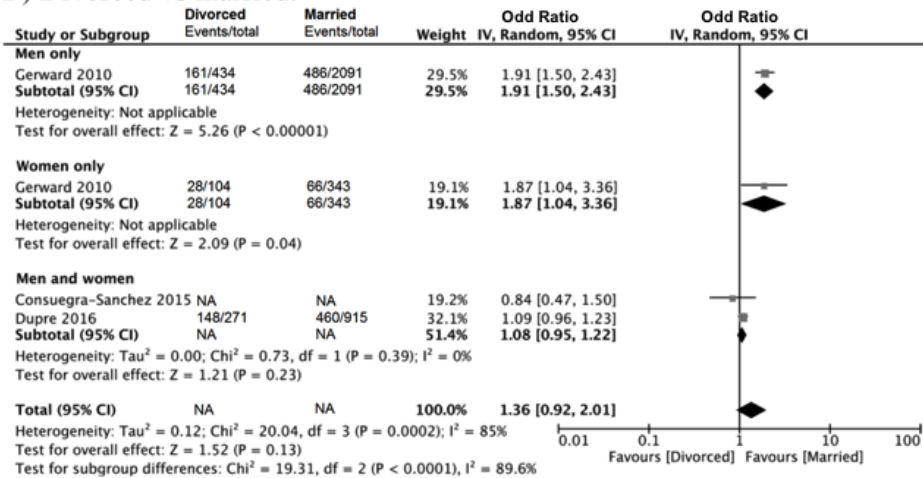 Divorced Married Odd Ratio Odd Ratio
Study or Subgroup Events/total Events/total Weight IV, Random, 95% CI IV, Random, 95% CI
Men only
Gerward 2010 161/434 486/2091 29.5% 1.91 [1.50, 2.43]
Subtotal (95% CI) 161/434 486/2091 29.5% 1.91 [1.50, 2.43]
Heterogeneity: Not applicable
Test for overall effect: Z = 5.26 (P < 0.00001)
Women only
Gerward 2010 28/104 66/343 19.1% 1.87 [1.04, 3.36]
Subtotal (95% CI) 28/104 66/343 19.1% 1.87 [1.04, 3.36]
Heterogeneity: Not applicable
Test for overall effect: Z = 2.09 (P = 0.04)
Men and women
Consuegra-Sanchez 2015 NA NA 19.2% 0.84 [0.47, 1.50]
Dupre 2016 148/271 460/915 32.1% 1.09 [0.96, 1.23]
Subtotal (95% CI) NA NA 51.4% 1.08 [0.95, 1.22]
Heterogeneity: Tau² = 0.00; Chi² = 0.73, df = 1 (P = 0.39); I² = 0%
Test for overall effect: Z = 1.21 (P = 0.23)
Total (95% CI) NA NA 100.0% 1.36 [0.92, 2.01]
Heterogeneity: Tau² = 0.12; Chi² = 20.04, df = 3 (P = 0.0002); I² = 85%
Test for overall effect: Z = 1.52 (P = 0.13)
Test for subgroup differences: Chi² = 19.31, df = 2 (P < 0.0001), I² = 89.6%
0.01 0.1 1 10 100
Favours [Divorced] Favours [Married]